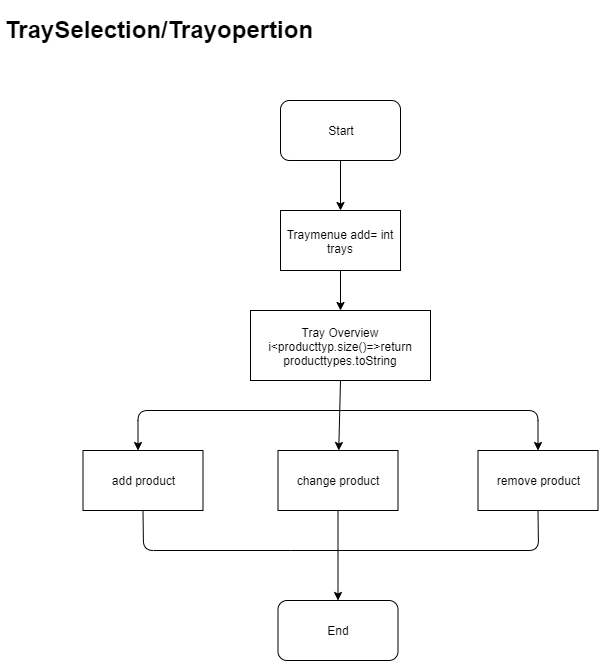 TraySelection/Trayopertion
Start
Traymenue add= int
trays
Tray Overview
i<producttyp.size()=>return
producttypes.toString
add product
change product
remove product
End